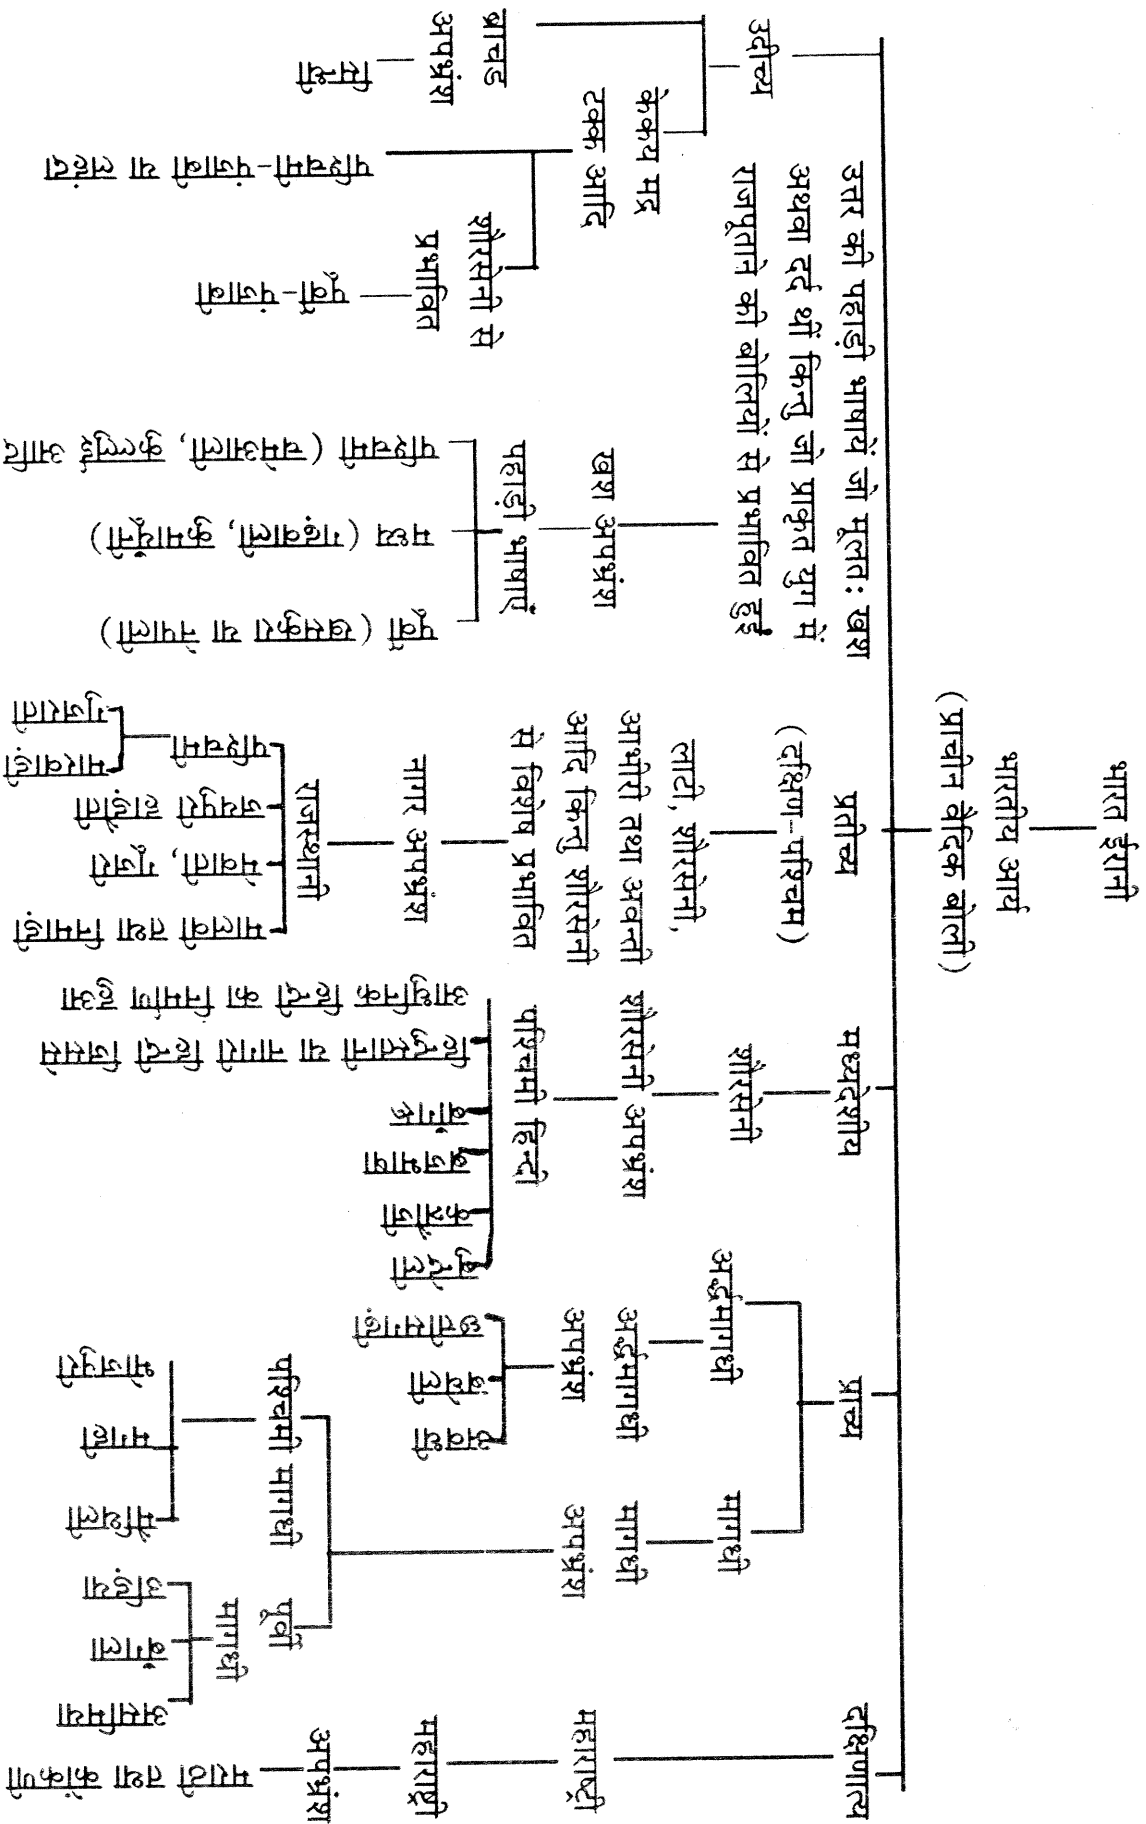 भारत ईरानी
भारतीय आर्य
(प्राचीन वैदिक बोली)
उदीच्य
ब्राचड
अपभ्रंश
सिन्धी
केकय मद्र
टक्क आदि
पश्चिमी-पंजाबी या लहंदा
शौरसेनी से
प्रभावित
पूर्वी-पंजाबी
उत्तर की पहाड़ी भाषायें जो मूलतः खश
अथवा दर्द थीं किन्तु जो प्राकृत युग में
राजपूताने की बोलियों से प्रभावित हुईं
खश अपभ्रंश
पहाड़ी भाषाएं
पश्चिमी (चमेआली, कुल्लुई आदि
मध्य (गढ़वाली, कुमायूँनी)
पूर्वी (खसकुरा या नेपाली)
प्रतीच्य
(दक्षिण-पश्चिम)
लाटी, शौरसेनी,
आभीरी तथा अवन्ती
आदि किन्तु शौरसेनी
से विशेष प्रभावित
नागर अपभ्रंश
राजस्थानी
पश्चिमी
गुजराती
मारवाड़ी
जयपुरी हाड़ौती
मेवाती, गूजरी
मालवी तथा निमाड़ी
मध्यदेशीय
शौरसेनी
शौरसेनी अपभ्रंश
पश्चिमी हिन्दी
हिन्दुस्तानी या नागरी हिन्दी जिससे
आधुनिक हिन्दी का निर्माण हुआ
बाँगरू
ब्रजभाषा
कन्नौजी
बुन्देली
प्राच्य
अर्द्धमागधी
अर्द्धमागधी
अपभ्रंश
छत्तीसगढ़ी
बघेली
अवधी
मागधी
मागधी
अपभ्रंश
पश्चिमी मागधी
भोजपुरी
मगही
मैथिली
पूर्वी
मागधी
उड़िया
बंगला
असमिया
दक्षिणात्य
महाराष्ट्री
महाराष्ट्री
अपभ्रंश
मराठी तथा कोंकणी